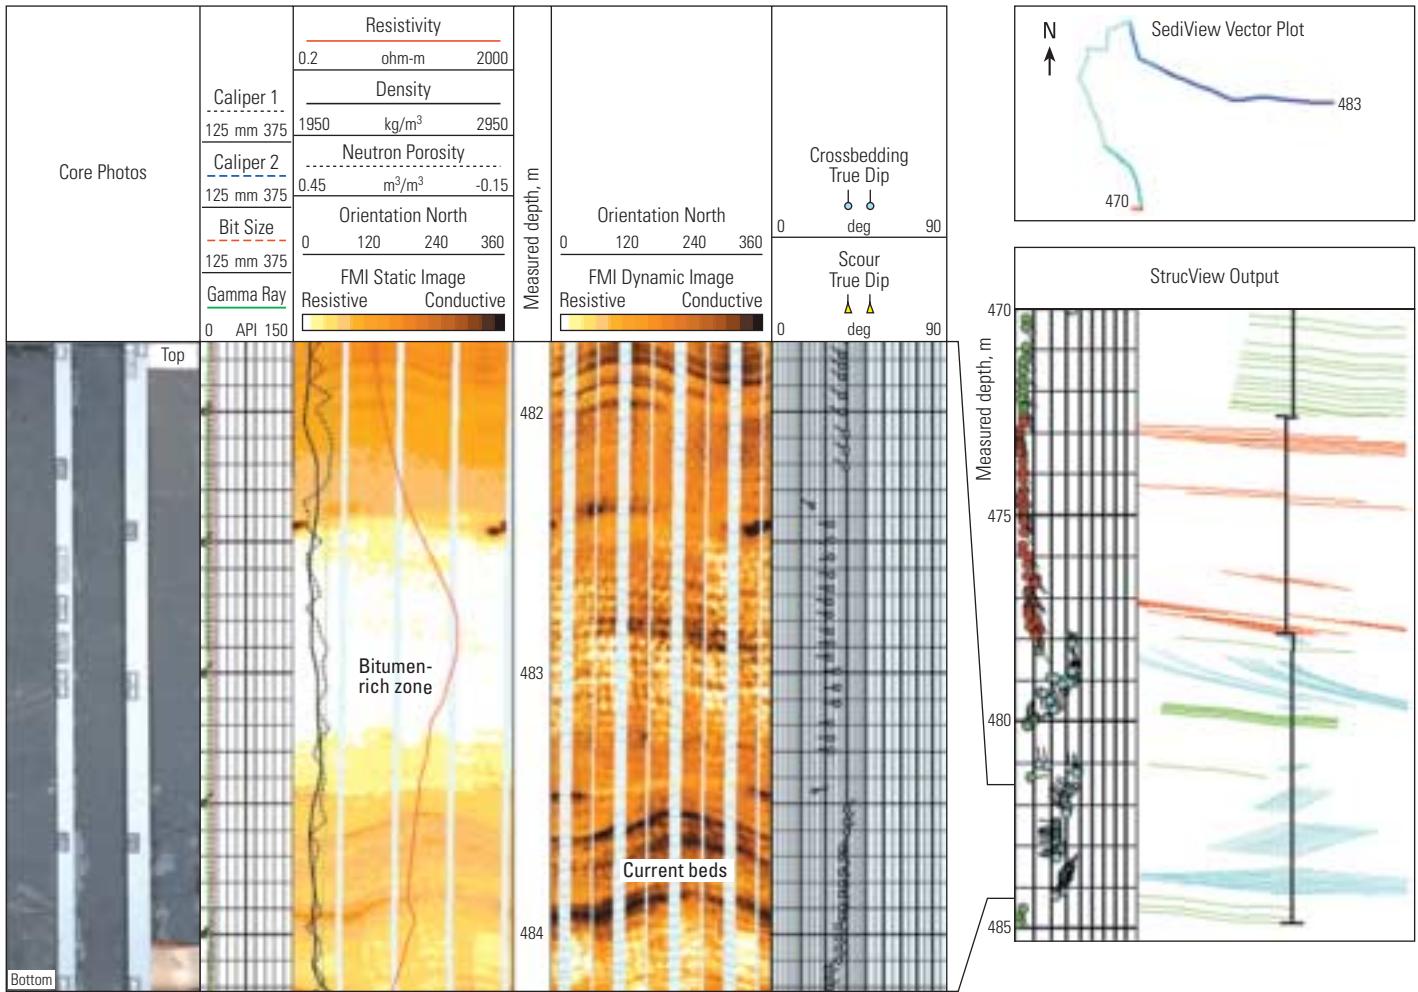 Core Photos
Caliper 1
125 mm 375
Caliper 2
125 mm 375
Bit Size
125 mm 375
Gamma Ray
0 API 150
Resistivity
0.2 ohm-m 2000
Density
1950 kg/m³ 2950
Neutron Porosity
0.45 m³/m³ -0.15
Orientation North
0 120 240 360
FMI Static Image
Resistive Conductive
Measured depth, m
Orientation North
0 120 240 360
FMI Dynamic Image
Resistive Conductive
Crossbedding
True Dip
0 deg 90
Scour
True Dip
0 deg 90
Top
Bottom
Bitumen-
rich zone
482
483
484
Current beds
N
SediView Vector Plot
483
470
StrucView Output
Measured depth, m
470
475
480
485